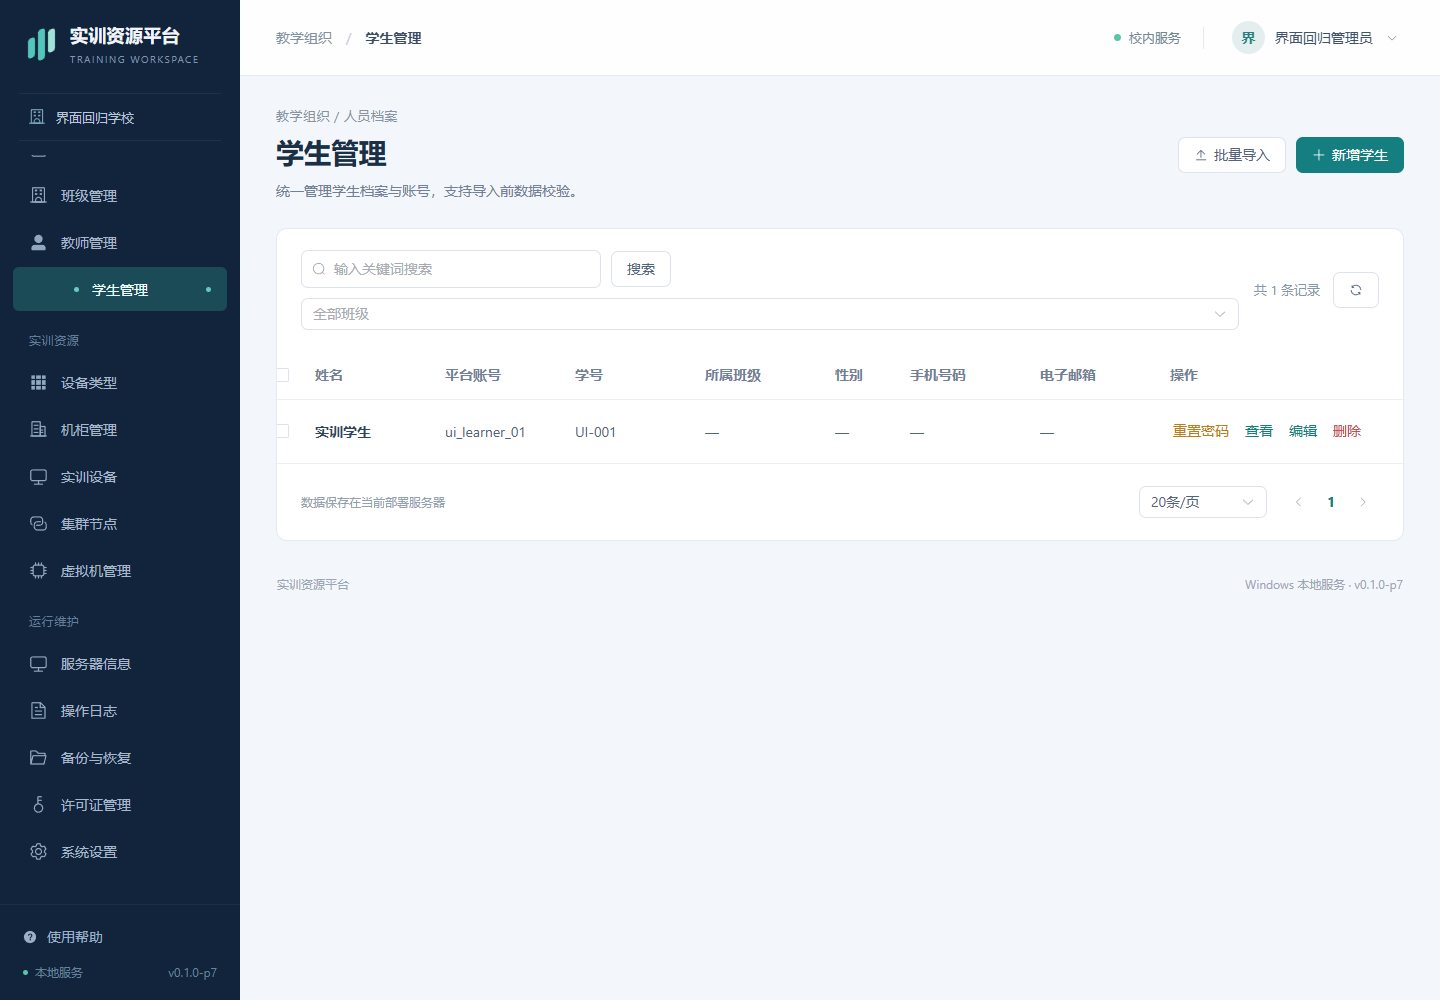 实训资源平台
TRAINING WORKSPACE
界面回归学校
班级管理
教师管理
学生管理
实训资源
设备类型
机柜管理
实训设备
集群节点
虚拟机管理
运行维护
服务器信息
操作日志
备份与恢复
许可证管理
系统设置
使用帮助
本地服务 v0.1.0-p7
教学组织 / 学生管理
校内服务 界 界面回归管理员
教学组织 / 人员档案
学生管理
批量导入 新增学生
统一管理学生档案与账号，支持导入前数据校验。
输入关键词搜索 搜索
全部班级
共 1 条记录
姓名 平台账号 学号 所属班级 性别 手机号码 电子邮箱 操作
实训学生 ui_learner_01 UI-001 — — — — 重置密码 查看 编辑 删除
数据保存在当前部署服务器 20条/页 1
实训资源平台 Windows 本地服务 · v0.1.0-p7